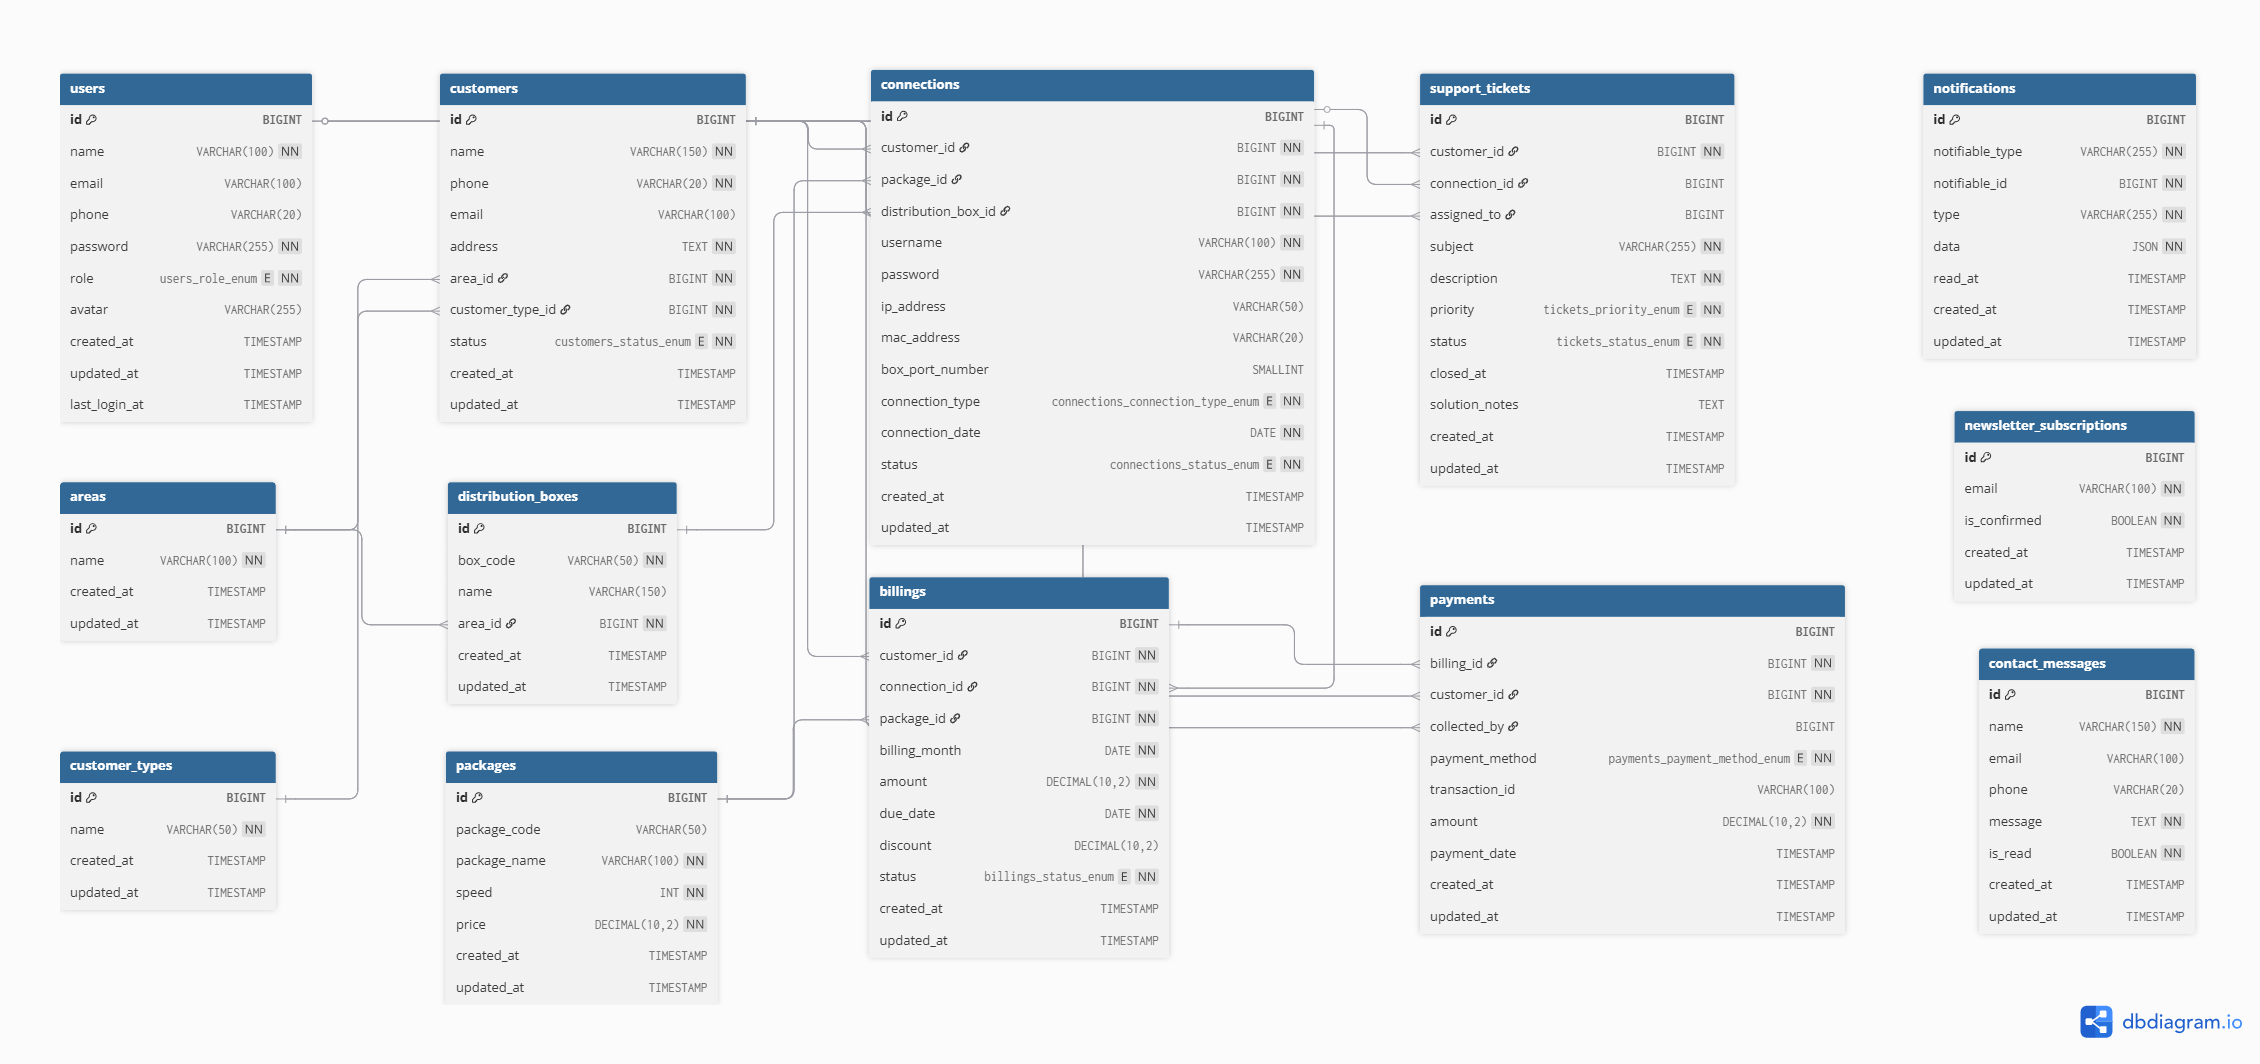 users
id BIGINT
name VARCHAR(100) NN
email VARCHAR(100)
phone VARCHAR(20)
password VARCHAR(255) NN
role users_role_enum E NN
avatar VARCHAR(255)
created_at TIMESTAMP
updated_at TIMESTAMP
last_login_at TIMESTAMP
customers
id BIGINT
name VARCHAR(150) NN
phone VARCHAR(20) NN
email VARCHAR(100)
address TEXT NN
area_id BIGINT NN
customer_type_id BIGINT NN
status customers_status_enum E NN
created_at TIMESTAMP
updated_at TIMESTAMP
connections
id BIGINT
customer_id BIGINT NN
package_id BIGINT NN
distribution_box_id BIGINT NN
username VARCHAR(100) NN
password VARCHAR(255) NN
ip_address VARCHAR(50)
mac_address VARCHAR(20)
box_port_number SMALLINT
connection_type connections_connection_type_enum E NN
connection_date DATE NN
status connections_status_enum E NN
created_at TIMESTAMP
updated_at TIMESTAMP
support_tickets
id BIGINT
customer_id BIGINT NN
connection_id BIGINT
assigned_to BIGINT
subject VARCHAR(255) NN
description TEXT NN
priority tickets_priority_enum E NN
status tickets_status_enum E NN
closed_at TIMESTAMP
solution_notes TEXT
created_at TIMESTAMP
updated_at TIMESTAMP
notifications
id BIGINT
notifiable_type VARCHAR(255) NN
notifiable_id BIGINT NN
type VARCHAR(255) NN
data JSON NN
read_at TIMESTAMP
created_at TIMESTAMP
updated_at TIMESTAMP
areas
id BIGINT
name VARCHAR(100) NN
created_at TIMESTAMP
updated_at TIMESTAMP
distribution_boxes
id BIGINT
box_code VARCHAR(50) NN
name VARCHAR(150)
area_id BIGINT NN
created_at TIMESTAMP
updated_at TIMESTAMP
newsletter_subscriptions
id BIGINT
email VARCHAR(100) NN
is_confirmed BOOLEAN NN
created_at TIMESTAMP
updated_at TIMESTAMP
billings
id BIGINT
customer_id BIGINT NN
connection_id BIGINT NN
package_id BIGINT NN
billing_month DATE NN
amount DECIMAL(10,2) NN
due_date DATE NN
discount DECIMAL(10,2)
status billings_status_enum E NN
created_at TIMESTAMP
updated_at TIMESTAMP
payments
id BIGINT
billing_id BIGINT NN
customer_id BIGINT NN
collected_by BIGINT
payment_method payments_payment_method_enum E NN
transaction_id VARCHAR(100)
amount DECIMAL(10,2) NN
payment_date TIMESTAMP
created_at TIMESTAMP
updated_at TIMESTAMP
contact_messages
id BIGINT
name VARCHAR(150) NN
email VARCHAR(100)
phone VARCHAR(20)
message TEXT NN
is_read BOOLEAN NN
created_at TIMESTAMP
updated_at TIMESTAMP
customer_types
id BIGINT
name VARCHAR(50) NN
created_at TIMESTAMP
updated_at TIMESTAMP
packages
id BIGINT
package_code VARCHAR(50)
package_name VARCHAR(100) NN
speed INT NN
price DECIMAL(10,2) NN
created_at TIMESTAMP
updated_at TIMESTAMP
dbdiagram.io